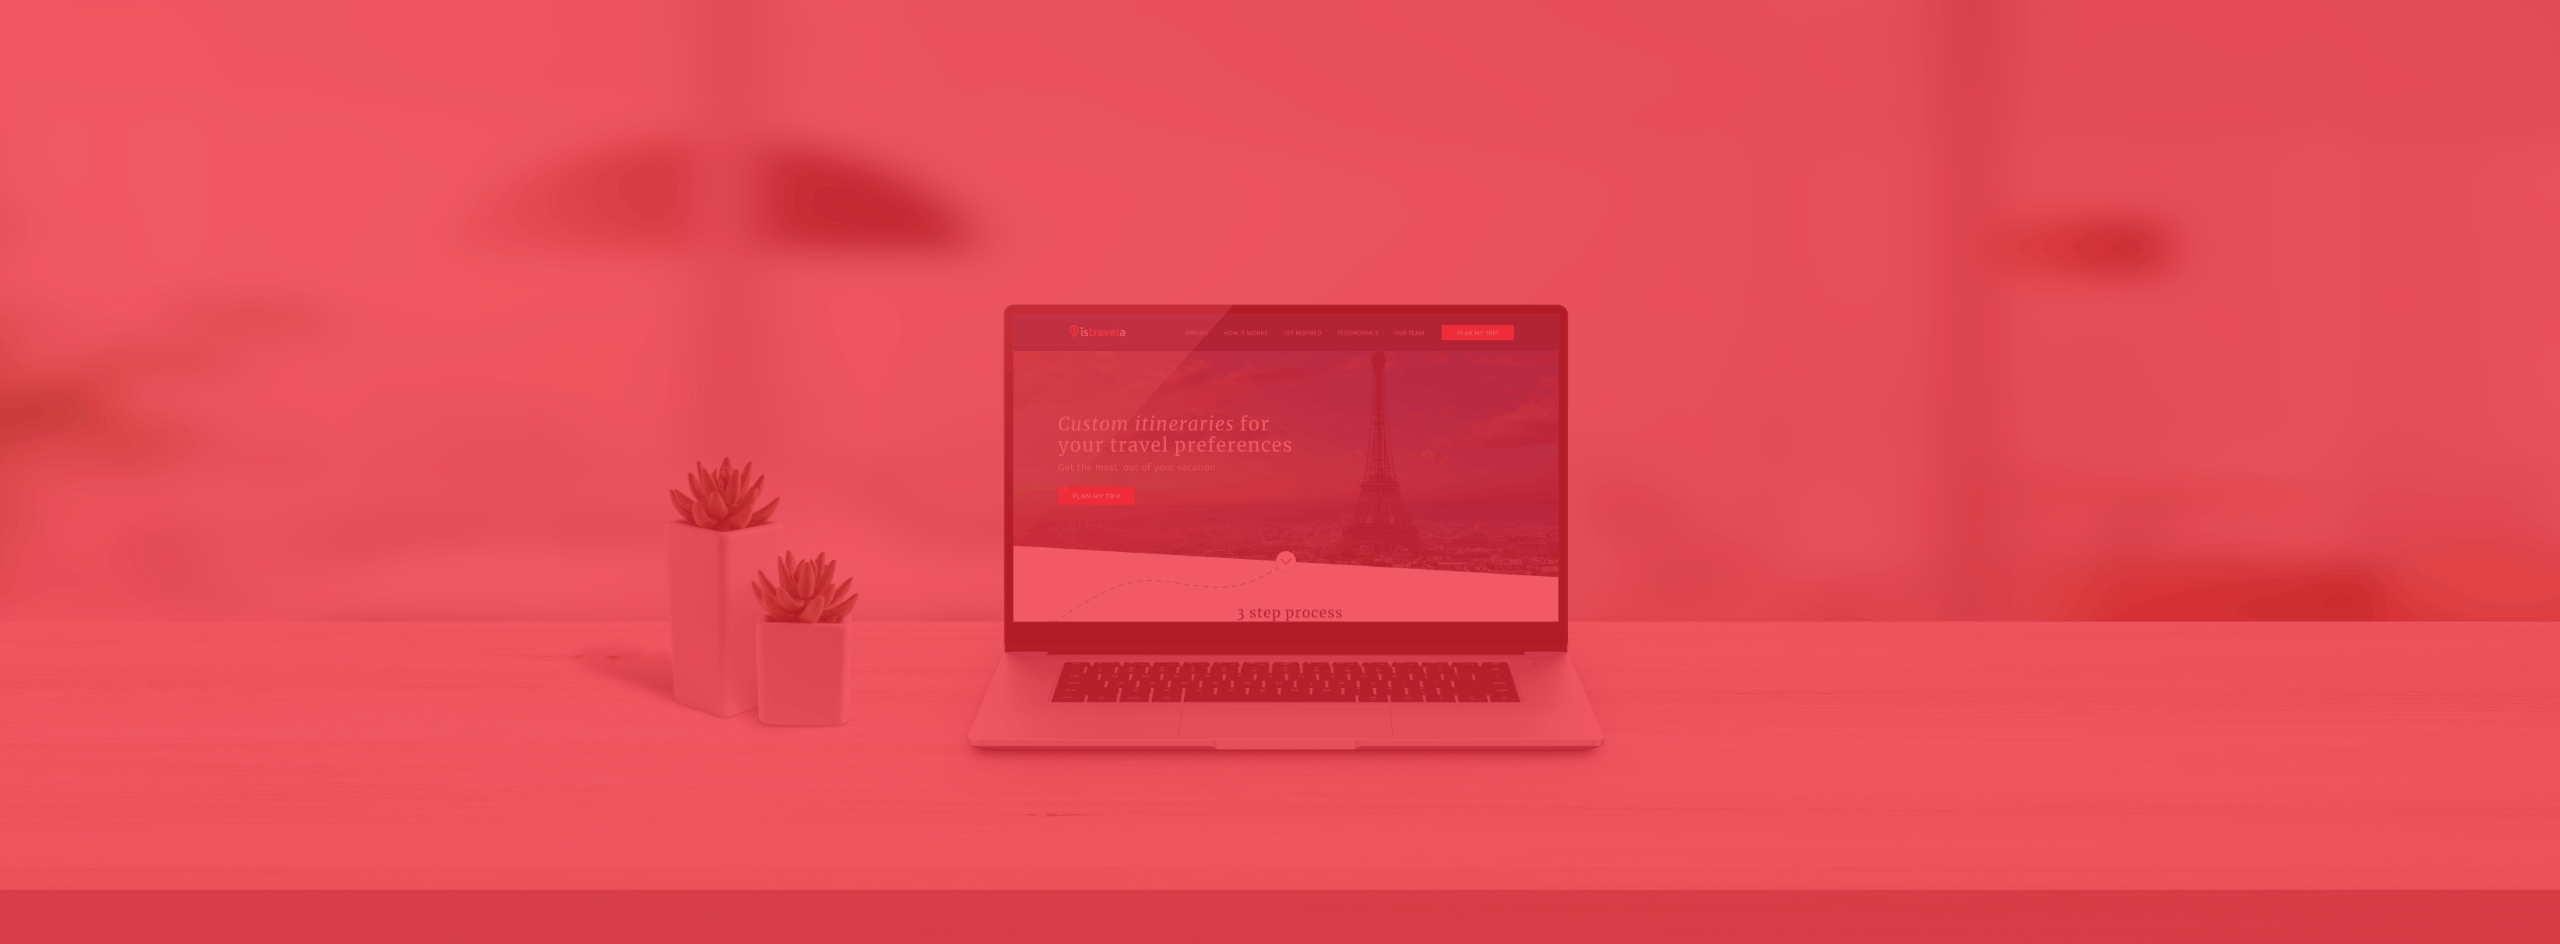 istravela
PRICING HOW IT WORKS GET INSPIRED TESTIMONIALS OUR TEAM PLAN MY TRIP
Custom itineraries for
your travel preferences
Get the most out of your vacation
PLAN MY TRIP
3 step process